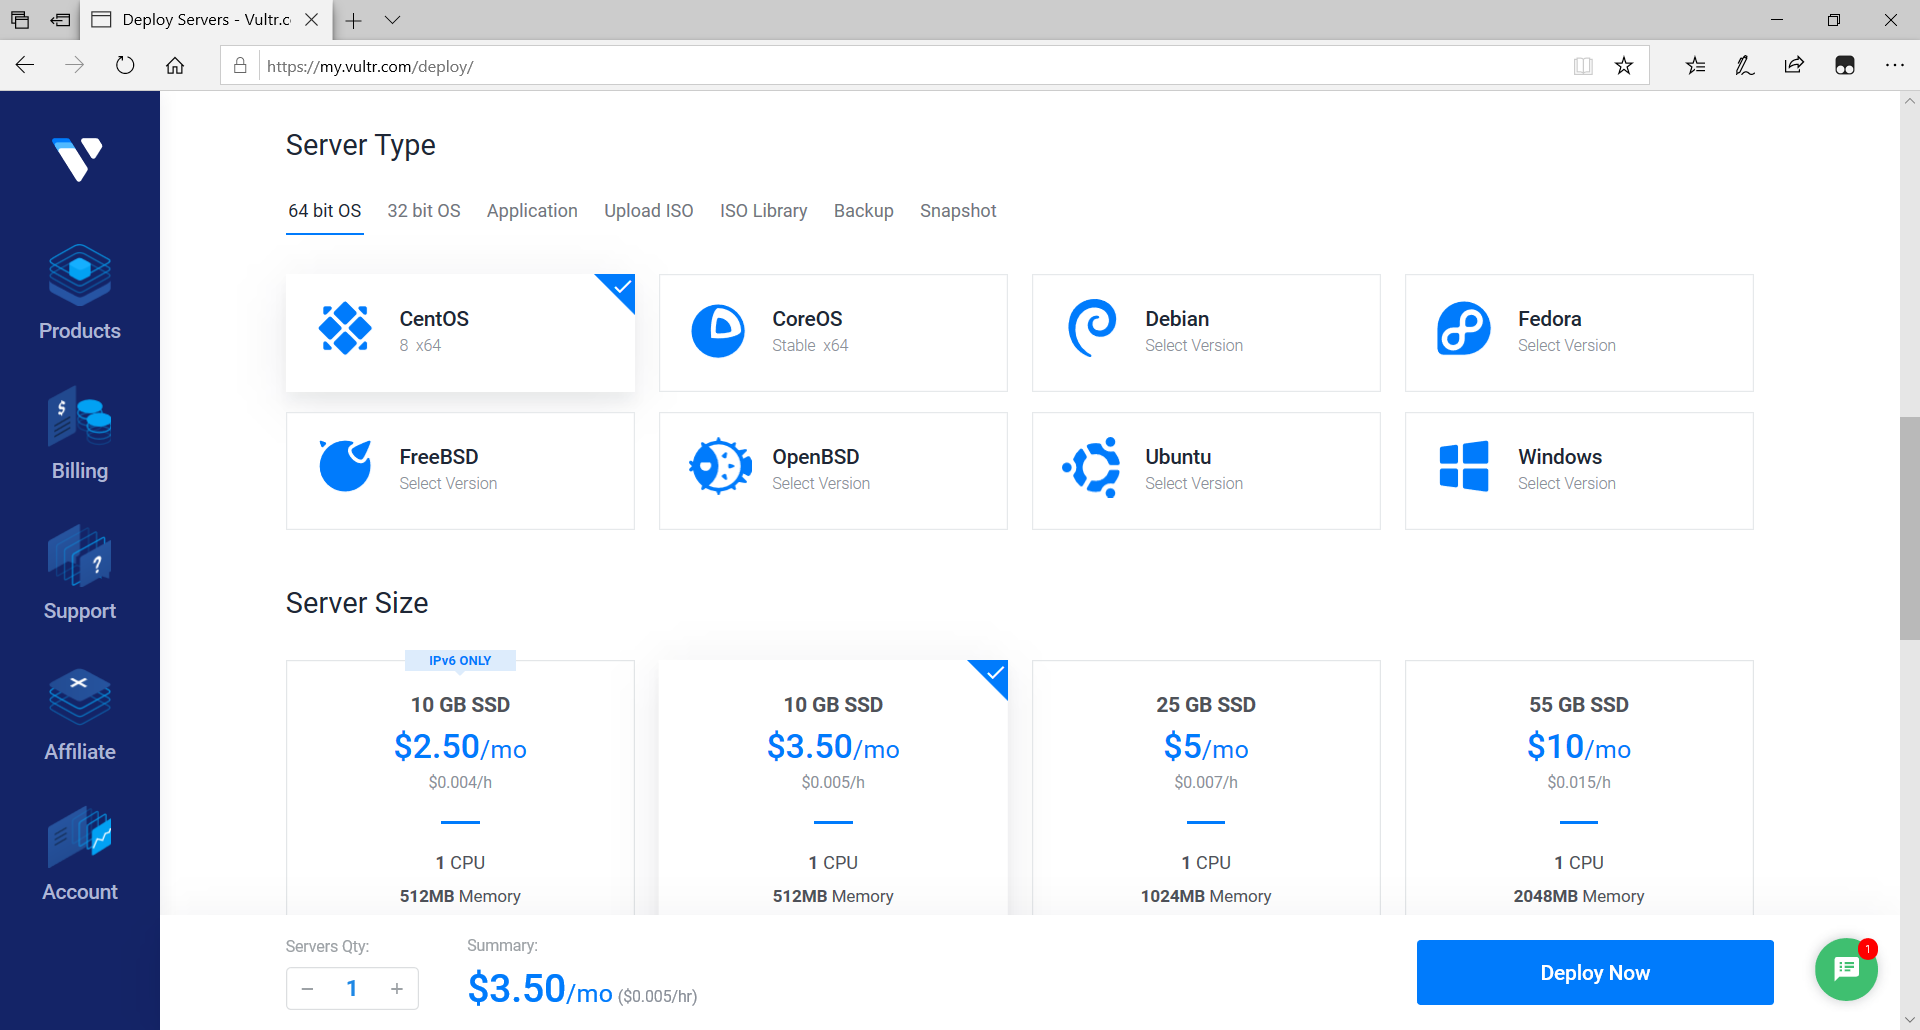 Deploy Servers - Vultr.c
https://my.vultr.com/deploy/
Products
Billing
Support
Affiliate
Account
Server Type
64 bit OS 32 bit OS Application Upload ISO ISO Library Backup Snapshot
CentOS
8 x64
CoreOS
Stable x64
Debian
Select Version
Fedora
Select Version
FreeBSD
Select Version
OpenBSD
Select Version
Ubuntu
Select Version
Windows
Select Version
Server Size
IPv6 ONLY
10 GB SSD
$2.50/mo
$0.004/h
1 CPU
512MB Memory
10 GB SSD
$3.50/mo
$0.005/h
1 CPU
512MB Memory
25 GB SSD
$5/mo
$0.007/h
1 CPU
1024MB Memory
55 GB SSD
$10/mo
$0.015/h
1 CPU
2048MB Memory
Servers Qty:
− 1 +
Summary:
$3.50/mo ($0.005/hr)
Deploy Now
1